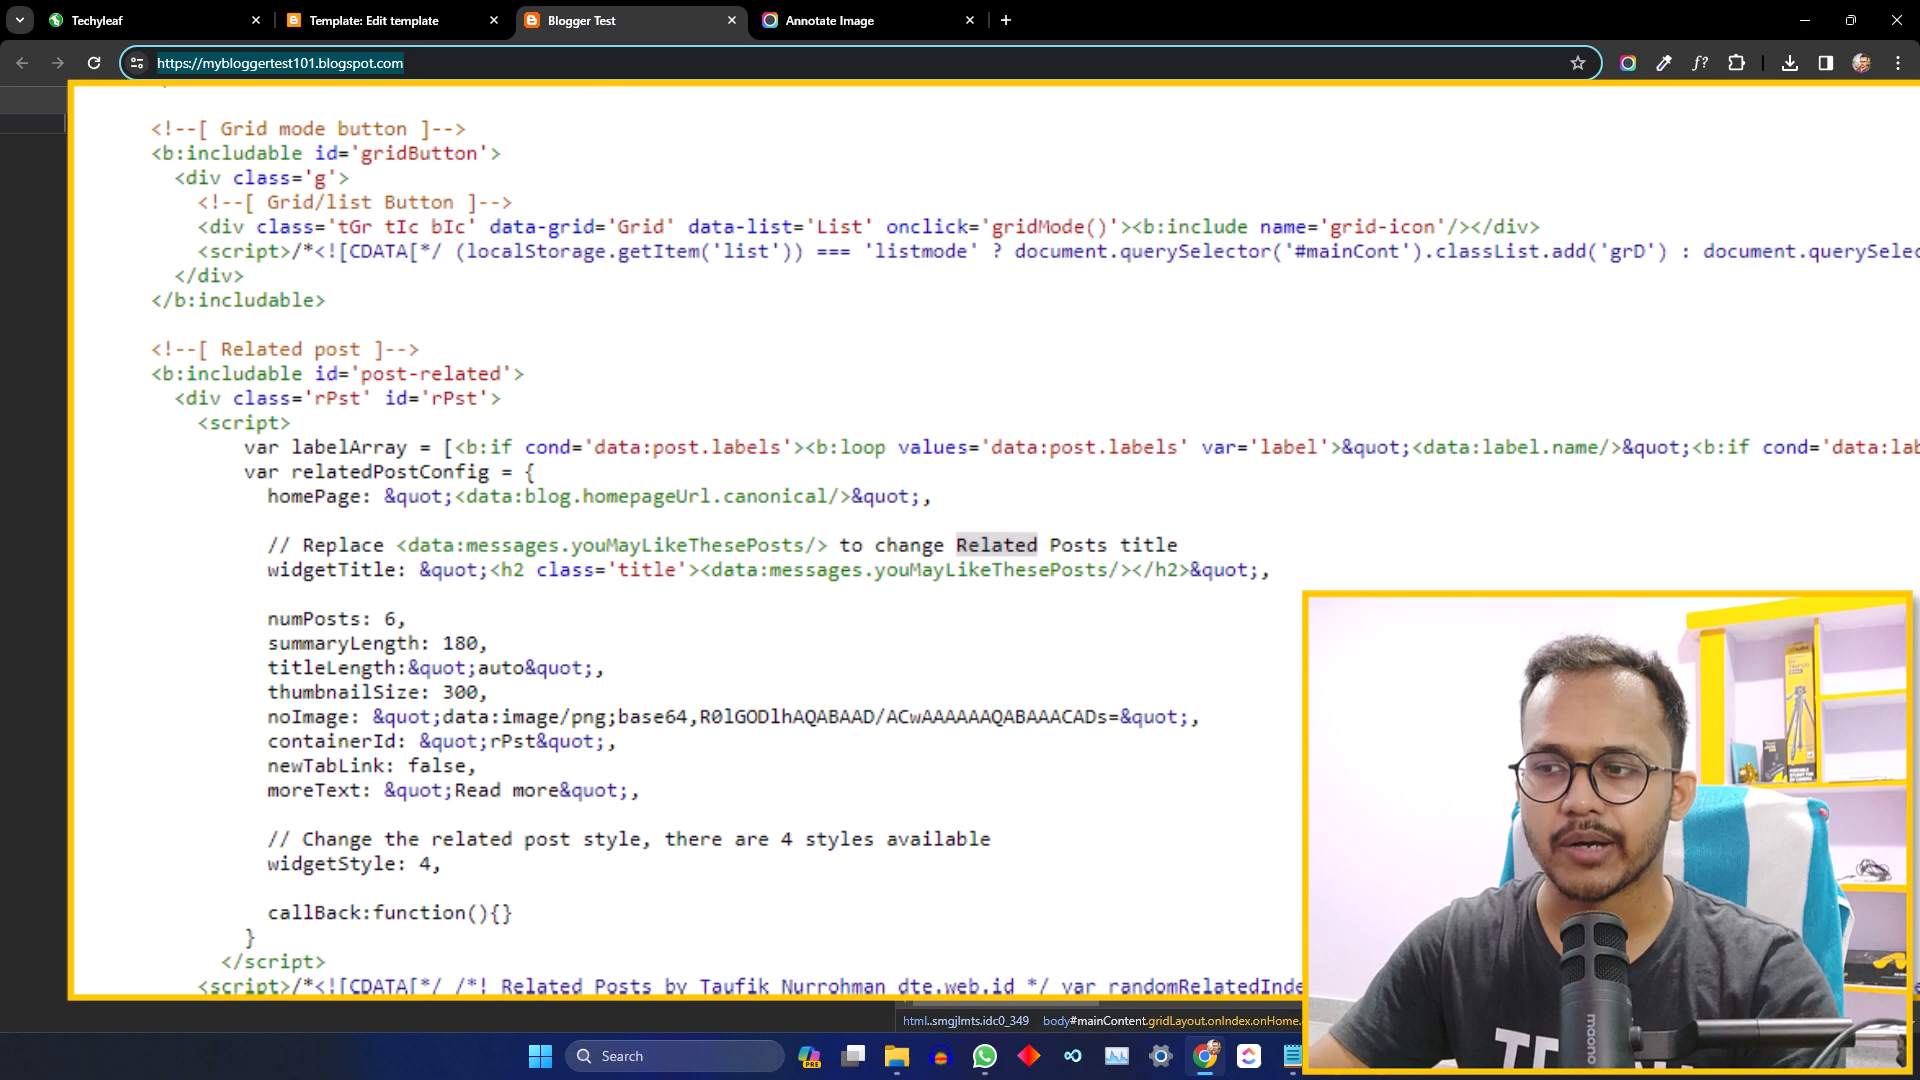 Techyleaf
Template: Edit template
Blogger Test
Annotate Image
https://mybloggertest101.blogspot.com
<!--[ Grid mode button ]-->
<b:includable id='gridButton'>
<div class='g'>
<!--[ Grid/list Button ]-->
<div class='tGr tIc bIc' data-grid='Grid' data-list='List' onclick='gridMode()'><b:include name='grid-icon'/></div>
<script>/*<![CDATA[*/ (localStorage.getItem('list')) === 'listmode' ? document.querySelector('#mainCont').classList.add('grD') : document.querySelec
</div>
</b:includable>
<!--[ Related post ]-->
<b:includable id='post-related'>
<div class='rPst' id='rPst'>
<script>
var labelArray = [<b:if cond='data:post.labels'><b:loop values='data:post.labels' var='label'>&quot;<data:label.name/>&quot;<b:if cond='data:lab
var relatedPostConfig = {
homePage: &quot;<data:blog.homepageUrl.canonical/>&quot;,
// Replace <data:messages.youMayLikeThesePosts/> to change Related Posts title
widgetTitle: &quot;<h2 class='title'><data:messages.youMayLikeThesePosts/></h2>&quot;,
numPosts: 6,
summaryLength: 180,
titleLength:&quot;auto&quot;,
thumbnailSize: 300,
noImage: &quot;data:image/png;base64,R0lGODlhAQABAAD/ACwAAAAAAQABAAACADs=&quot;,
containerId: &quot;rPst&quot;,
newTabLink: false,
moreText: &quot;Read more&quot;,
// Change the related post style, there are 4 styles available
widgetStyle: 4,
callBack:function(){}
}
</script>
<script>/*<![CDATA[*/ /*! Related Posts by Taufik Nurrohman dte.web.id */ var randomRelatedInde
html..smgjlmts.idc0_349
body#mainContent.gridLayout.onIndex.onHome.
Search
PRE
maono